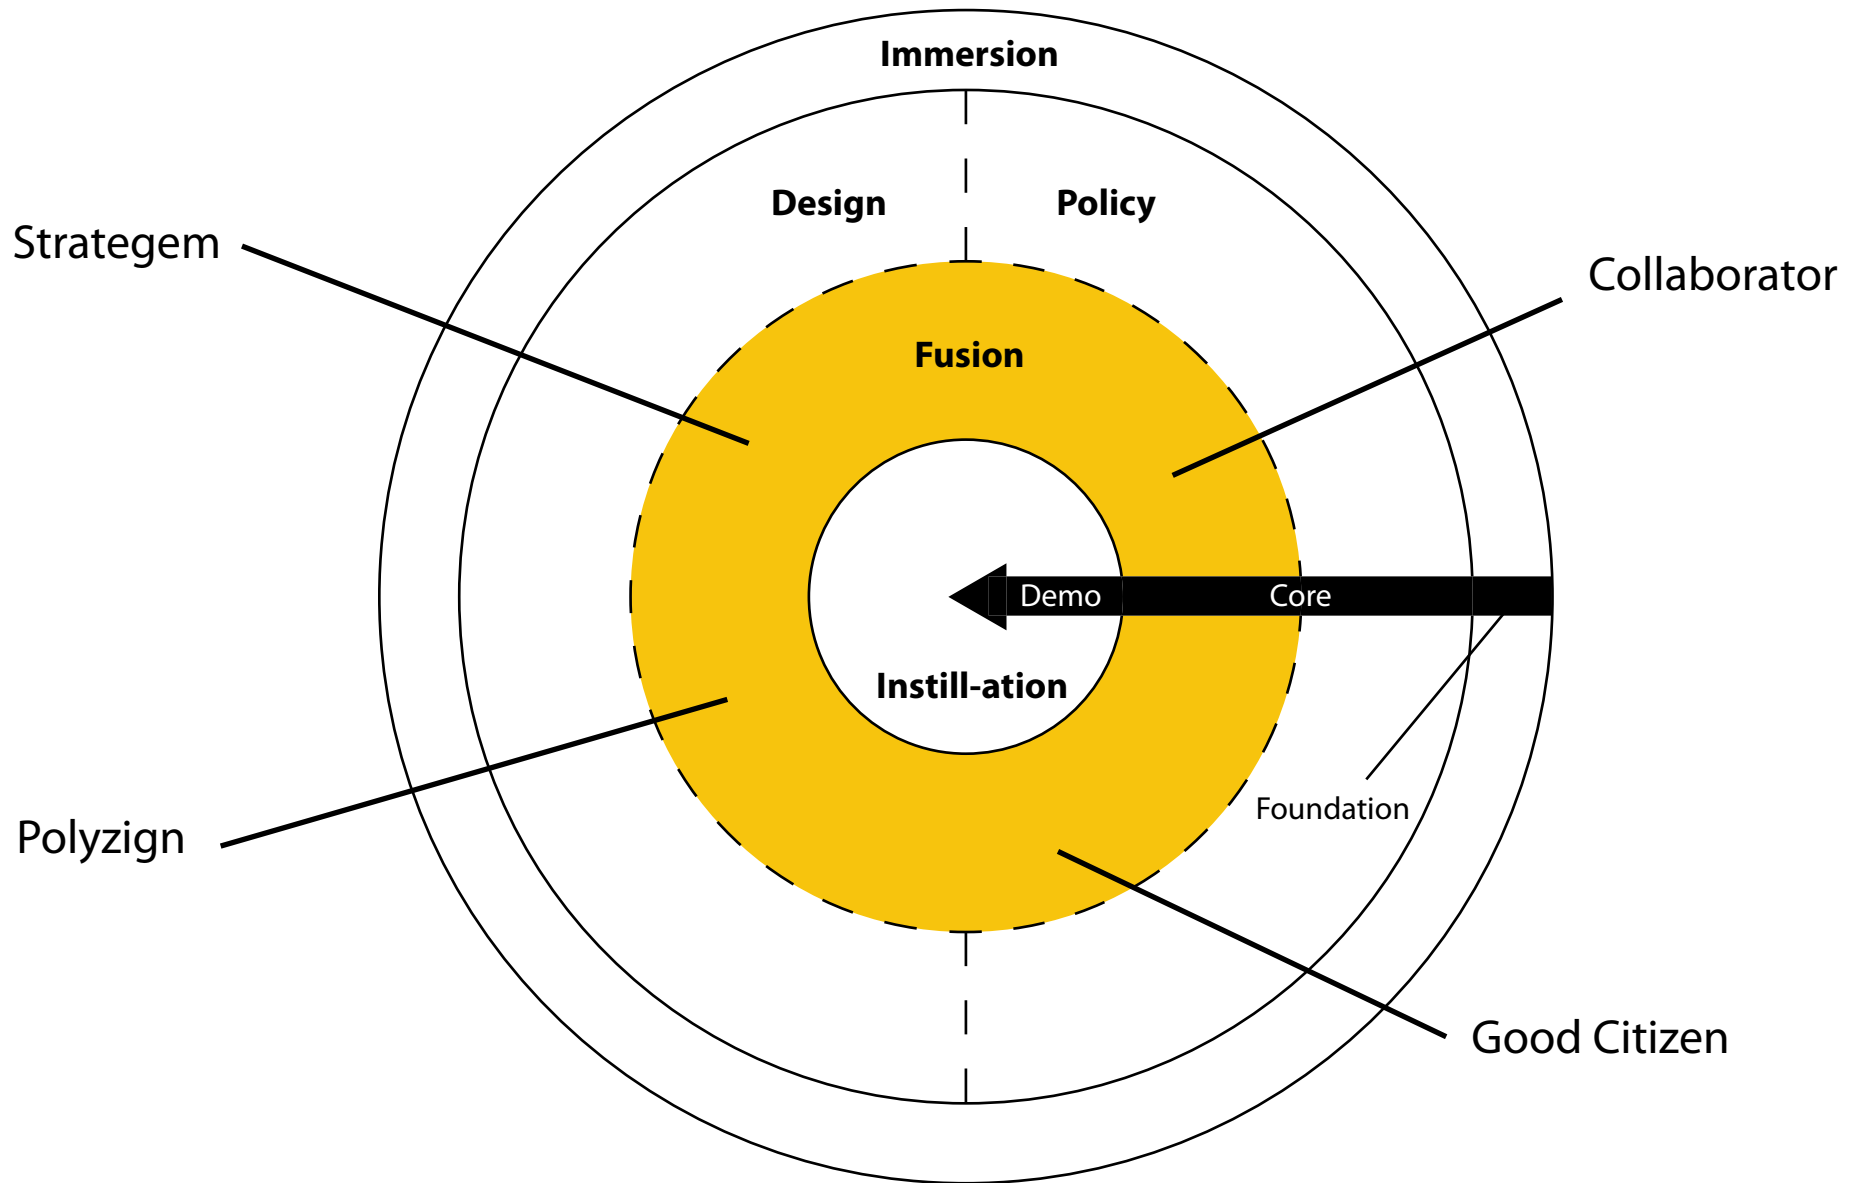 Immersion
Design
Policy
Strategem
Collaborator
Fusion
Demo
Core
Instill-ation
Foundation
Polyzign
Good Citizen